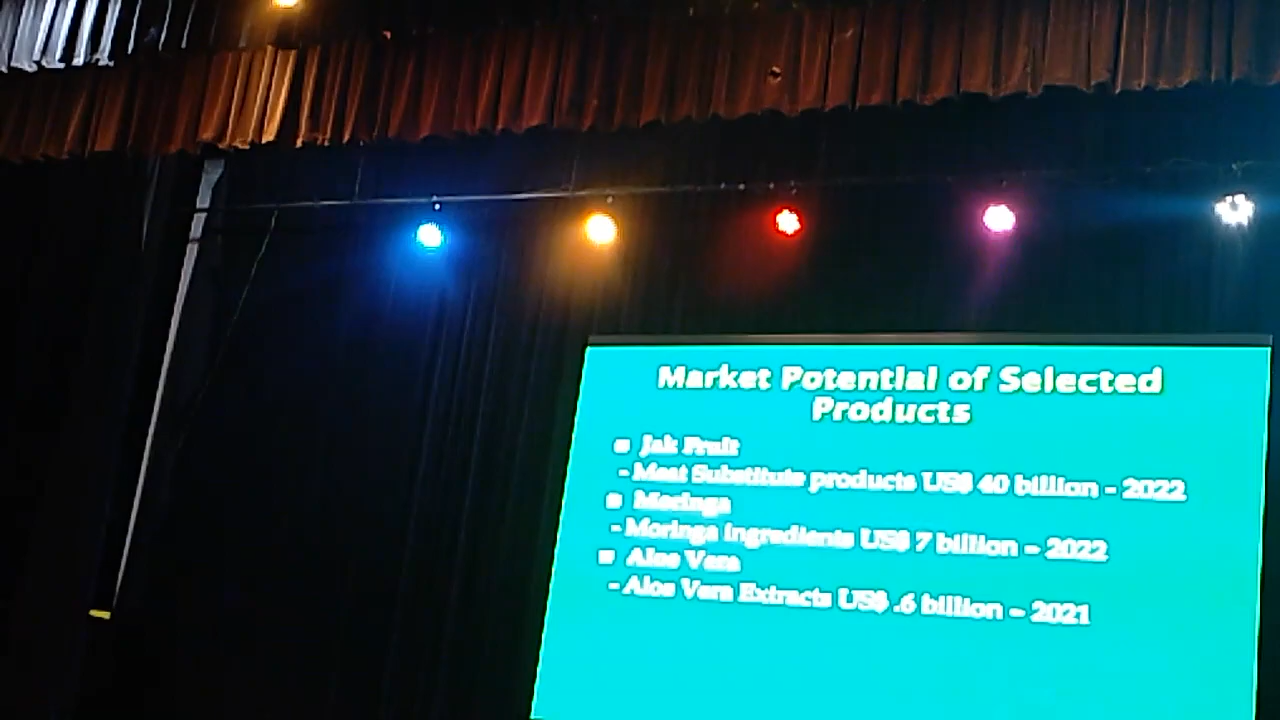 Market Potential of Selected
Products
Jak Fruit
- Meat Substitute products US$ 40 billion - 2022
Moringa
- Moringa ingredients US$ 7 billion – 2022
Aloe Vera
- Aloe Vera Extracts US$ .6 billion – 2021